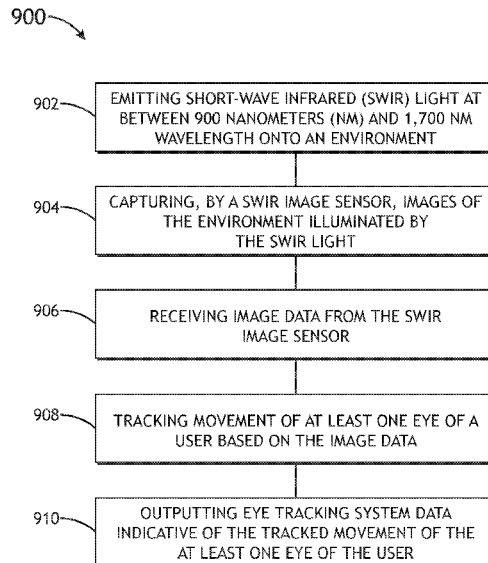 900
902
EMITTING SHORT-WAVE INFRARED (SWIR) LIGHT AT
BETWEEN 900 NANOMETERS (NM) AND 1,700 NM
WAVELENGTH ONTO AN ENVIRONMENT
904
CAPTURING, BY A SWIR IMAGE SENSOR, IMAGES OF
THE ENVIRONMENT ILLUMINATED BY
THE SWIR LIGHT
906
RECEIVING IMAGE DATA FROM THE SWIR
IMAGE SENSOR
908
TRACKING MOVEMENT OF AT LEAST ONE EYE OF A
USER BASED ON THE IMAGE DATA
910
OUTPUTTING EYE TRACKING SYSTEM DATA
INDICATIVE OF THE TRACKED MOVEMENT OF THE
AT LEAST ONE EYE OF THE USER